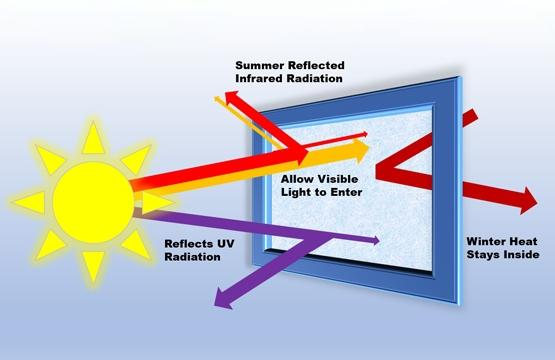 Summer Reflected
Infrared Radiation
Allow Visible
Light to Enter
Reflects UV
Radiation
Winter Heat
Stays Inside